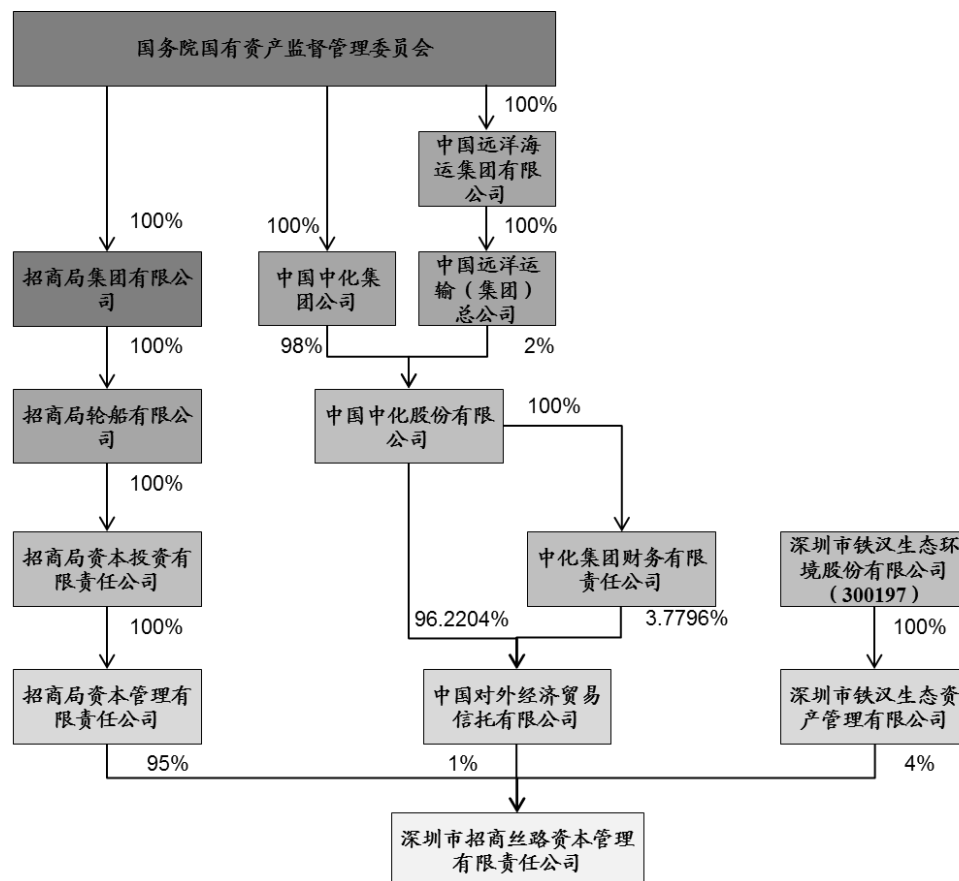 国务院国有资产监督管理委员会
100%
中国远洋海
运集团有限
公司
100%
100%
100%
招商局集团有限公
司
中国中化集
团公司
中国远洋运
输（集团）
总公司
100%
98%
2%
招商局轮船有限公
司
中国中化股份有限
公司
100%
100%
招商局资本投资有
限责任公司
中化集团财务有限
责任公司
深圳市铁汉生态环
境股份有限公司
（300197）
100%
96.2204%
3.7796%
100%
招商局资本管理有
限责任公司
中国对外经济贸易
信托有限公司
深圳市铁汉生态资
产管理有限公司
95%
1%
4%
深圳市招商丝路资本管理
有限责任公司